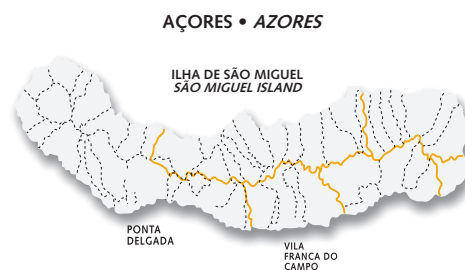 AÇORES • AZORES
ILHA DE SÃO MIGUEL
SÃO MIGUEL ISLAND
PONTA
DELGADA
VILA
FRANCA DO
CAMPO